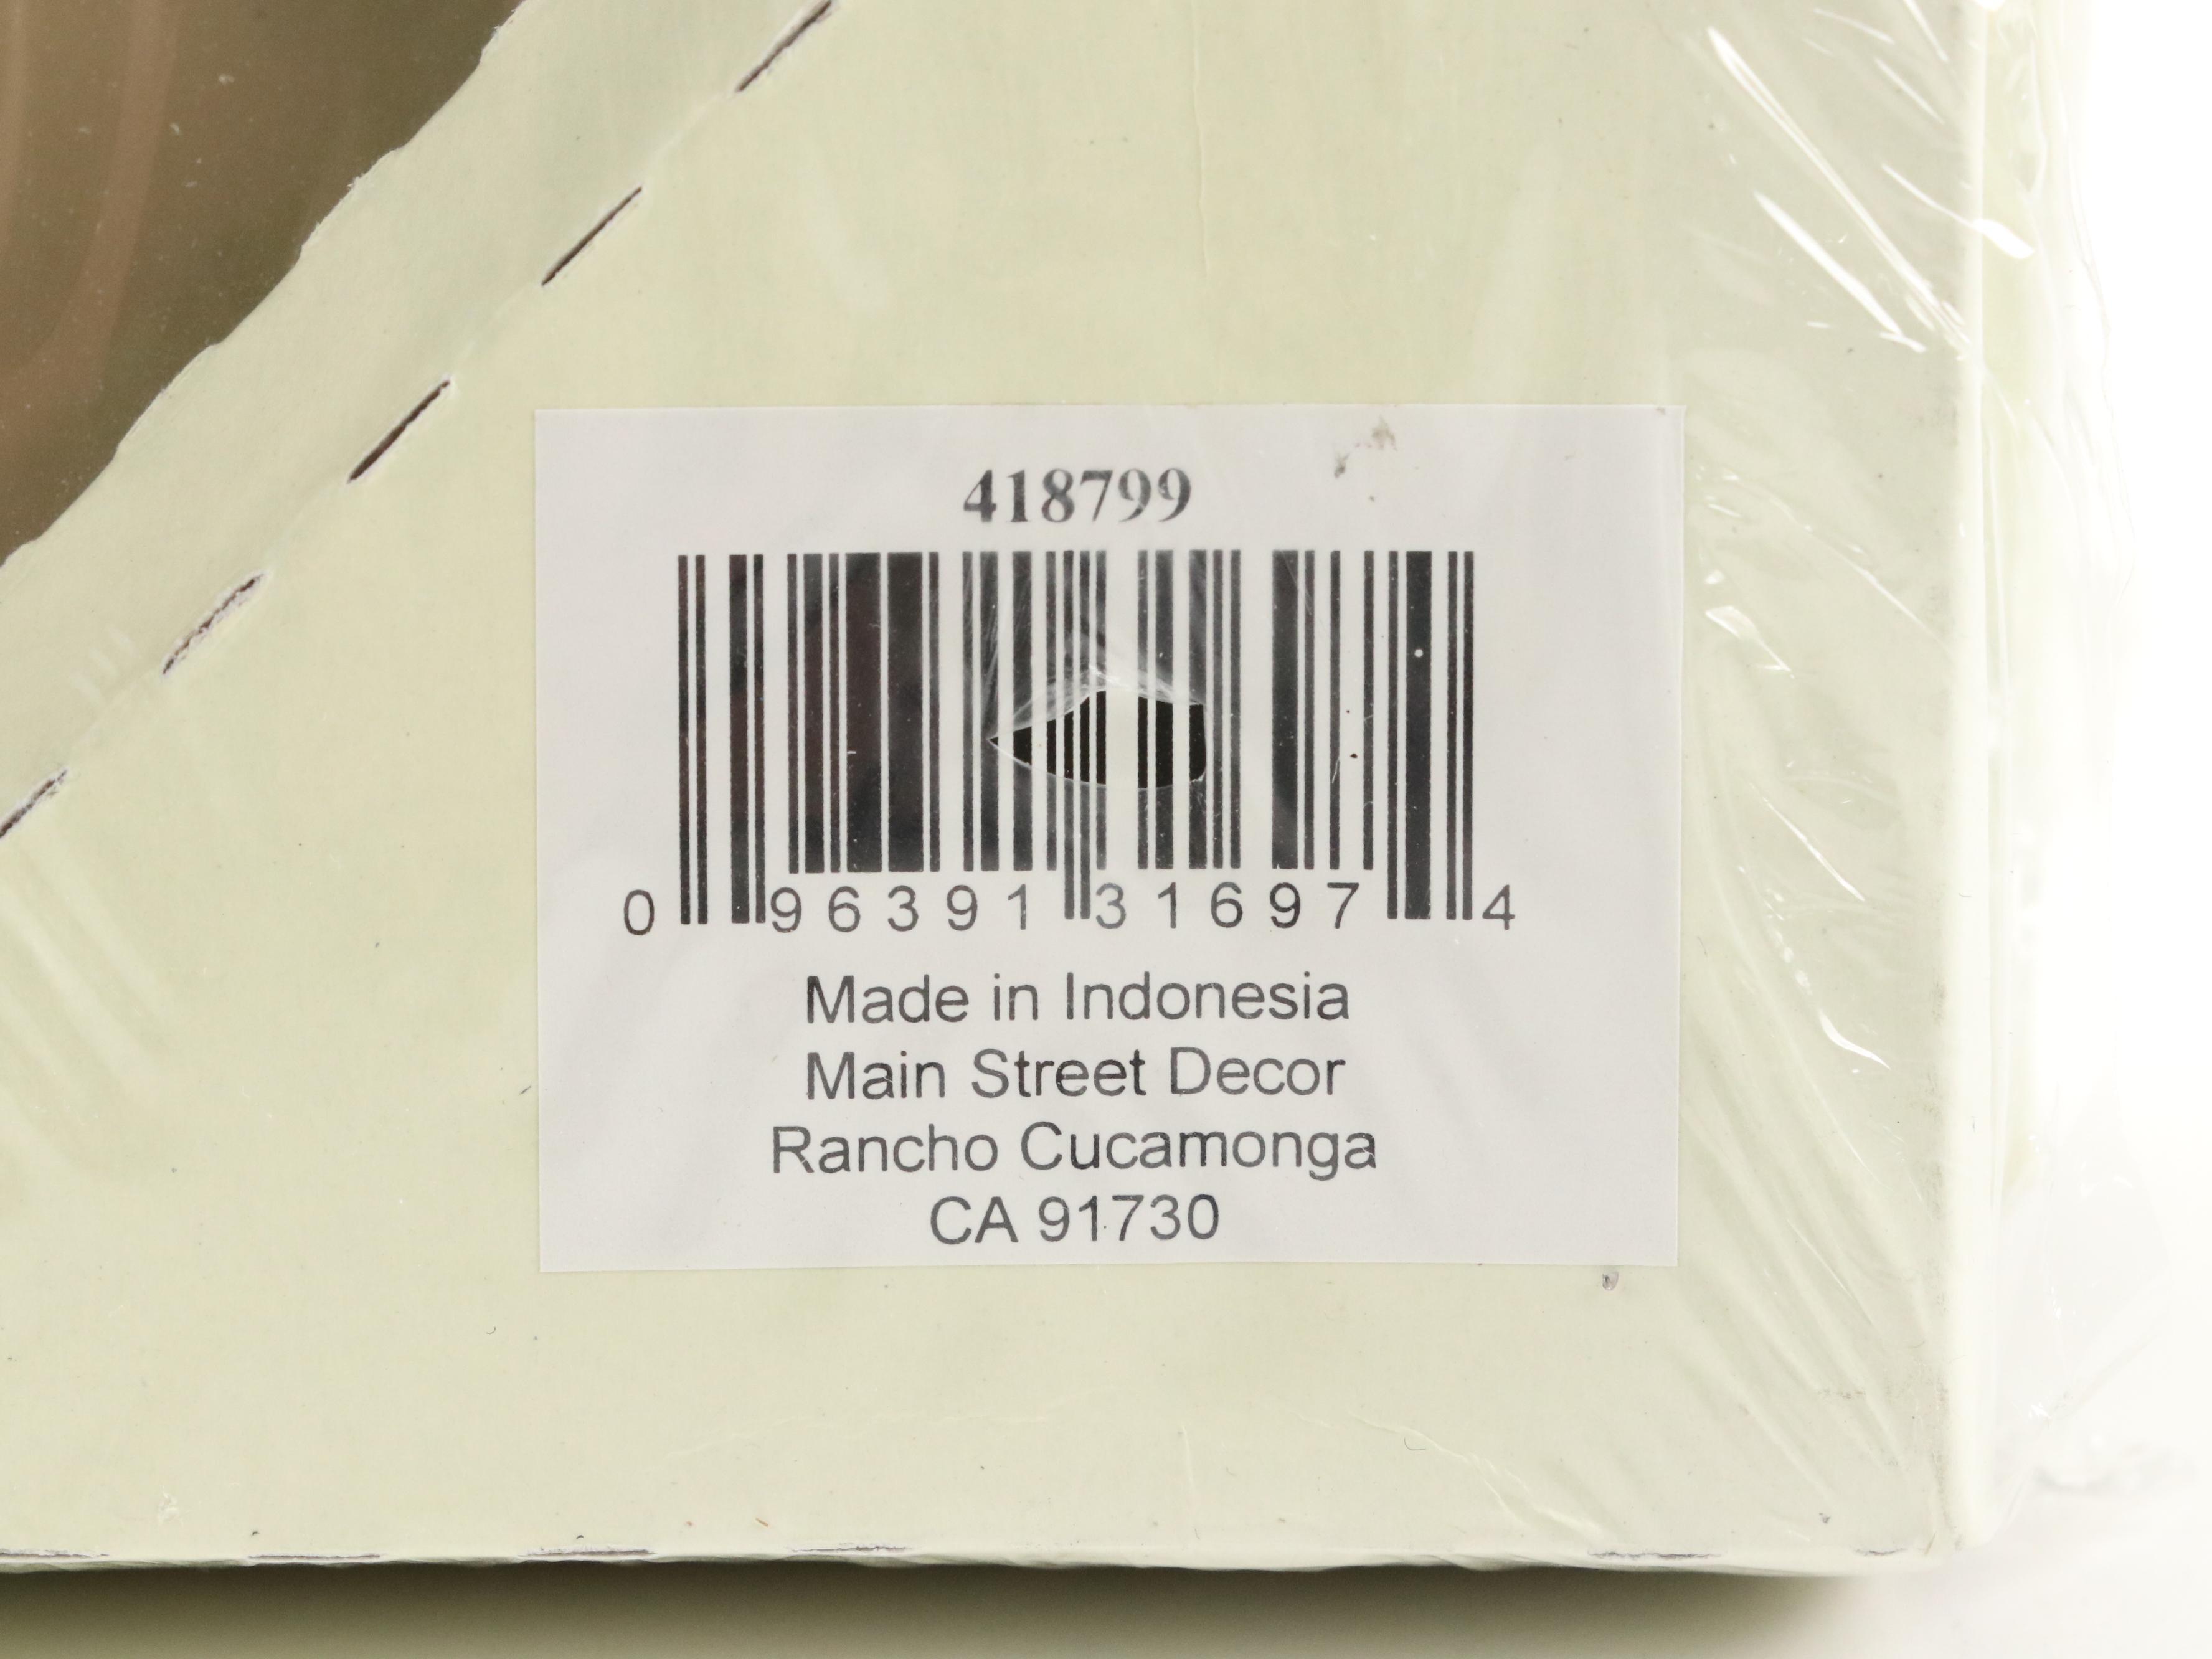 418799
0 96391 31697 4
Made in Indonesia
Main Street Decor
Rancho Cucamonga
CA 91730